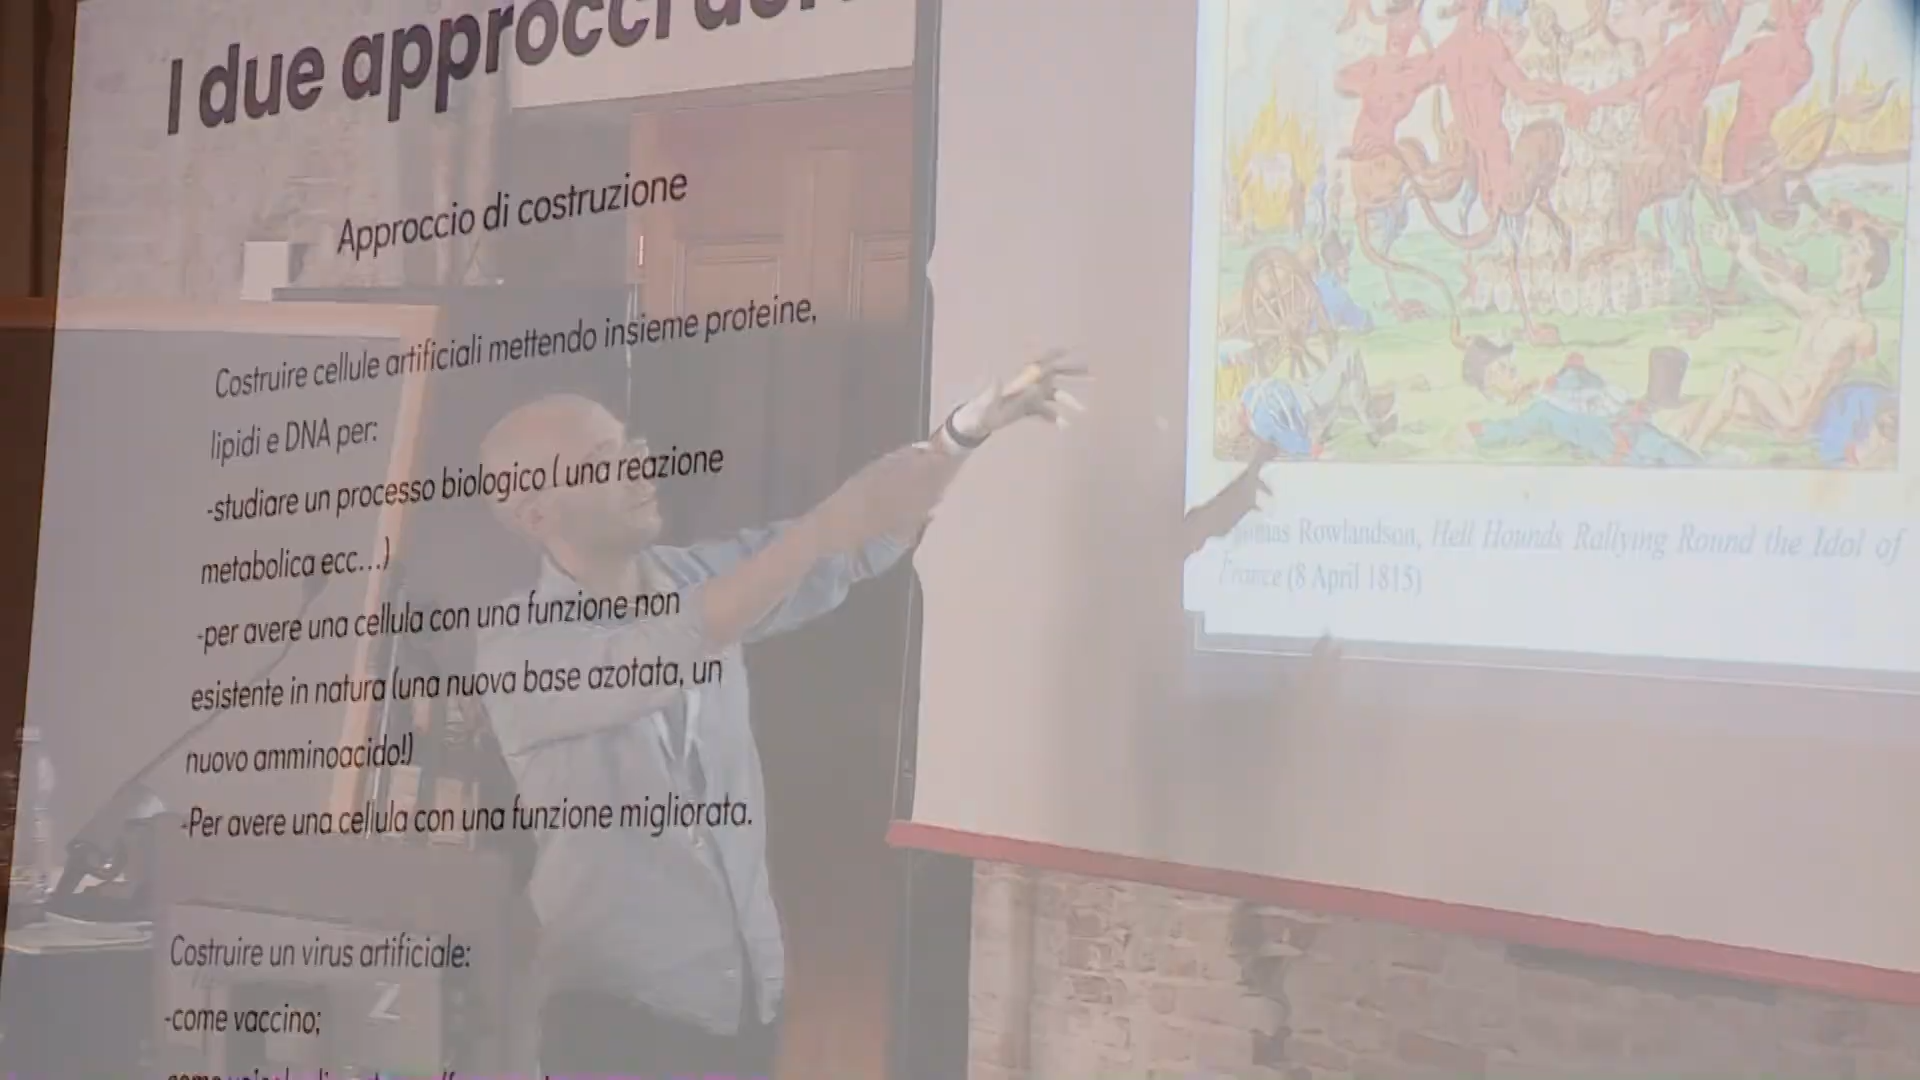 I due approcci
Approccio di costruzione
Costruire cellule artificiali mettendo insieme proteine,
lipidi e DNA per:
-studiare un processo biologico ( una reazione
metabolica ecc...)
-per avere una cellula con una funzione non
esistente in natura (una nuova base azotata, un
nuovo amminoacido!)
-Per avere una cellula con una funzione migliorata.
Costruire un virus artificiale:
-come vaccino;
Z
Rowlandson, Hell Hounds Rallying Round the Idol of
France (8 April 1815)